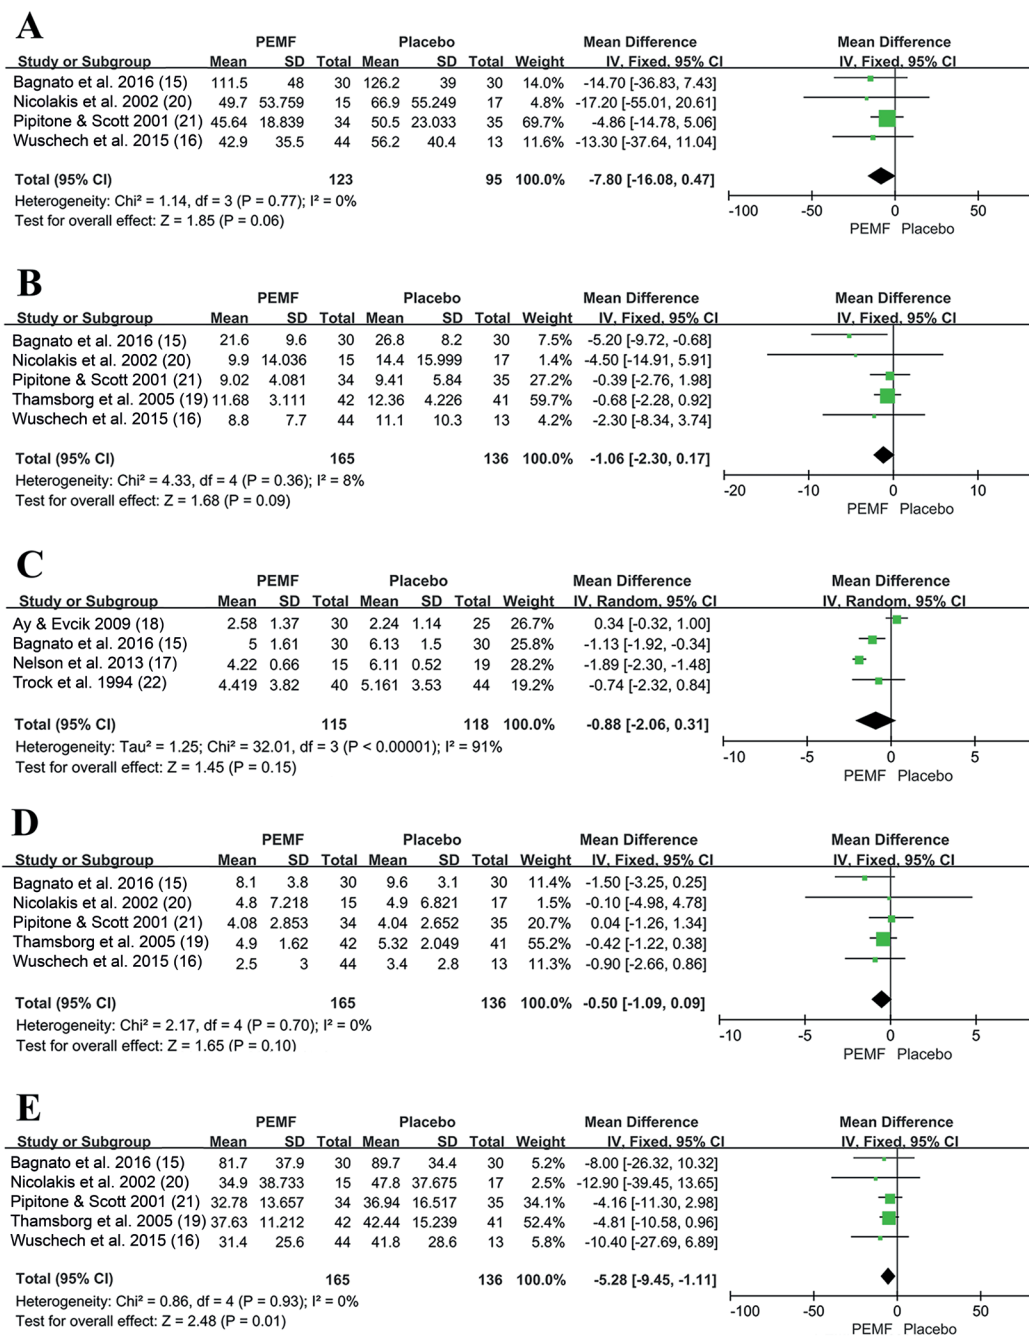 A
PEMF Placebo Mean Difference Mean Difference
Study or Subgroup Mean SD Total Mean SD Total Weight IV, Fixed, 95% CI IV, Fixed, 95% CI
Bagnato et al. 2016 (15) 111.5 48 30 126.2 39 30 14.0% -14.70 [-36.83, 7.43]
Nicolakis et al. 2002 (20) 49.7 53.759 15 66.9 55.249 17 4.8% -17.20 [-55.01, 20.61]
Pipitone & Scott 2001 (21) 45.64 18.839 34 50.5 23.033 35 69.7% -4.86 [-14.78, 5.06]
Wuschech et al. 2015 (16) 42.9 35.5 44 56.2 40.4 13 11.6% -13.30 [-37.64, 11.04]
Total (95% CI) 123 95 100.0% -7.80 [-16.08, 0.47]
Heterogeneity: Chi² = 1.14, df = 3 (P = 0.77); I² = 0%
Test for overall effect: Z = 1.85 (P = 0.06)
-100 -50 0 50
PEMF Placebo
B
PEMF Placebo Mean Difference Mean Difference
Study or Subgroup Mean SD Total Mean SD Total Weight IV, Fixed, 95% CI IV, Fixed, 95% CI
Bagnato et al. 2016 (15) 21.6 9.6 30 26.8 8.2 30 7.5% -5.20 [-9.72, -0.68]
Nicolakis et al. 2002 (20) 9.9 14.036 15 14.4 15.999 17 1.4% -4.50 [-14.91, 5.91]
Pipitone & Scott 2001 (21) 9.02 4.081 34 9.41 5.84 35 27.2% -0.39 [-2.76, 1.98]
Thamsborg et al. 2005 (19) 11.68 3.111 42 12.36 4.226 41 59.7% -0.68 [-2.28, 0.92]
Wuschech et al. 2015 (16) 8.8 7.7 44 11.1 10.3 13 4.2% -2.30 [-8.34, 3.74]
Total (95% CI) 165 136 100.0% -1.06 [-2.30, 0.17]
Heterogeneity: Chi² = 4.33, df = 4 (P = 0.36); I² = 8%
Test for overall effect: Z = 1.68 (P = 0.09)
-20 -10 0 10
PEMF Placebo
C
PEMF Placebo Mean Difference Mean Difference
Study or Subgroup Mean SD Total Mean SD Total Weight IV, Random, 95% CI IV, Random, 95% CI
Ay & Evcik 2009 (18) 2.58 1.37 30 2.24 1.14 25 26.7% 0.34 [-0.32, 1.00]
Bagnato et al. 2016 (15) 5 1.61 30 6.13 1.5 30 25.8% -1.13 [-1.92, -0.34]
Nelson et al. 2013 (17) 4.22 0.66 15 6.11 0.52 19 28.2% -1.89 [-2.30, -1.48]
Trock et al. 1994 (22) 4.419 3.82 40 5.161 3.53 44 19.2% -0.74 [-2.32, 0.84]
Total (95% CI) 115 118 100.0% -0.88 [-2.06, 0.31]
Heterogeneity: Tau² = 1.25; Chi² = 32.01, df = 3 (P < 0.00001); I² = 91%
Test for overall effect: Z = 1.45 (P = 0.15)
-10 -5 0 5
PEMF Placebo
D
PEMF Placebo Mean Difference Mean Difference
Study or Subgroup Mean SD Total Mean SD Total Weight IV, Fixed, 95% CI IV, Fixed, 95% CI
Bagnato et al. 2016 (15) 8.1 3.8 30 9.6 3.1 30 11.4% -1.50 [-3.25, 0.25]
Nicolakis et al. 2002 (20) 4.8 7.218 15 4.9 6.821 17 1.5% -0.10 [-4.98, 4.78]
Pipitone & Scott 2001 (21) 4.08 2.853 34 4.04 2.652 35 20.7% 0.04 [-1.26, 1.34]
Thamsborg et al. 2005 (19) 4.9 1.62 42 5.32 2.049 41 55.2% -0.42 [-1.22, 0.38]
Wuschech et al. 2015 (16) 2.5 3 44 3.4 2.8 13 11.3% -0.90 [-2.66, 0.86]
Total (95% CI) 165 136 100.0% -0.50 [-1.09, 0.09]
Heterogeneity: Chi² = 2.17, df = 4 (P = 0.70); I² = 0%
Test for overall effect: Z = 1.65 (P = 0.10)
-10 -5 0 5
PEMF Placebo
E
PEMF Placebo Mean Difference Mean Difference
Study or Subgroup Mean SD Total Mean SD Total Weight IV, Fixed, 95% CI IV, Fixed, 95% CI
Bagnato et al. 2016 (15) 81.7 37.9 30 89.7 34.4 30 5.2% -8.00 [-26.32, 10.32]
Nicolakis et al. 2002 (20) 34.9 38.733 15 47.8 37.675 17 2.5% -12.90 [-39.45, 13.65]
Pipitone & Scott 2001 (21) 32.78 13.657 34 36.94 16.517 35 34.1% -4.16 [-11.30, 2.98]
Thamsborg et al. 2005 (19) 37.63 11.212 42 42.44 15.239 41 52.4% -4.81 [-10.58, 0.96]
Wuschech et al. 2015 (16) 31.4 25.6 44 41.8 28.6 13 5.8% -10.40 [-27.69, 6.89]
Total (95% CI) 165 136 100.0% -5.28 [-9.45, -1.11]
Heterogeneity: Chi² = 0.86, df = 4 (P = 0.93); I² = 0%
Test for overall effect: Z = 2.48 (P = 0.01)
-100 -50 0 50
PEMF Placebo